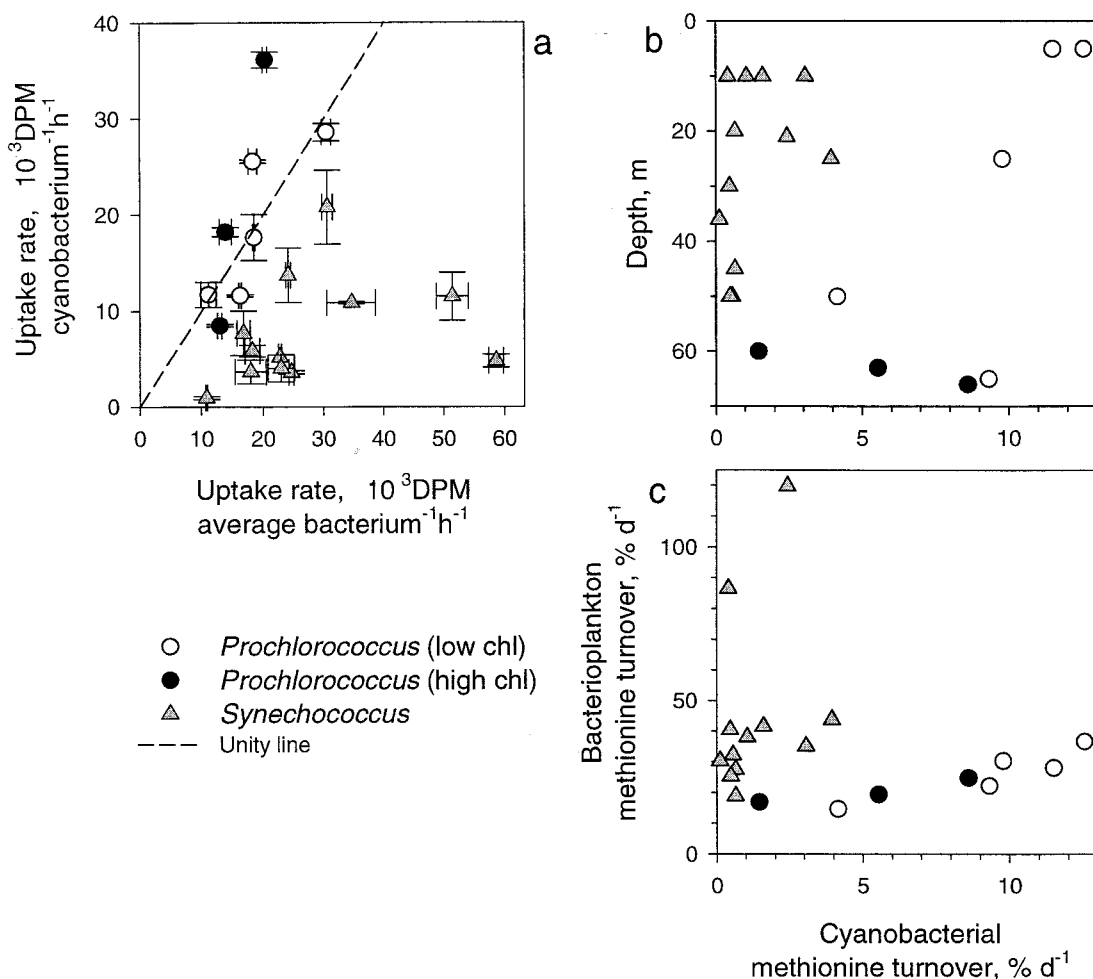 a
Uptake rate, 10³DPM
cyanobacterium⁻¹h⁻¹
40
30
20
10
0
0 10 20 30 40 50 60
Uptake rate, 10³DPM
average bacterium⁻¹h⁻¹
Prochlorococcus (low chl)
Prochlorococcus (high chl)
Synechococcus
Unity line
b
Depth, m
0
20
40
60
0 5 10
c
Bacterioplankton
methionine turnover, % d⁻¹
100
50
0
0 5 10
Cyanobacterial
methionine turnover, % d⁻¹